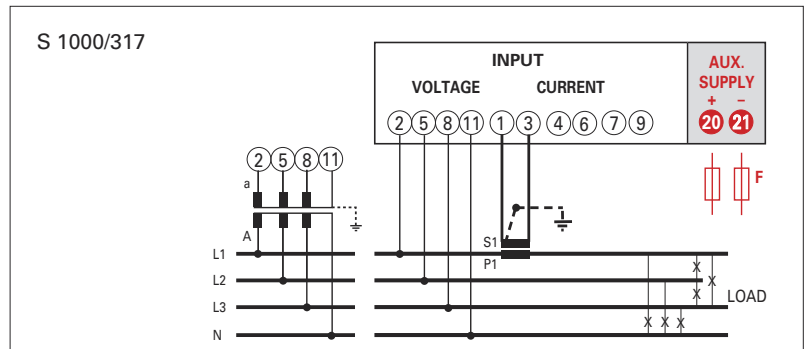 S 1000/317
INPUT
VOLTAGE CURRENT
2 5 8 11 1 3 4 6 7 9
AUX.
SUPPLY
+ –
20 21
F
2 5 8 11
a
A
S1
P1
L1
L2
L3
N
X
X
X
LOAD
X X X